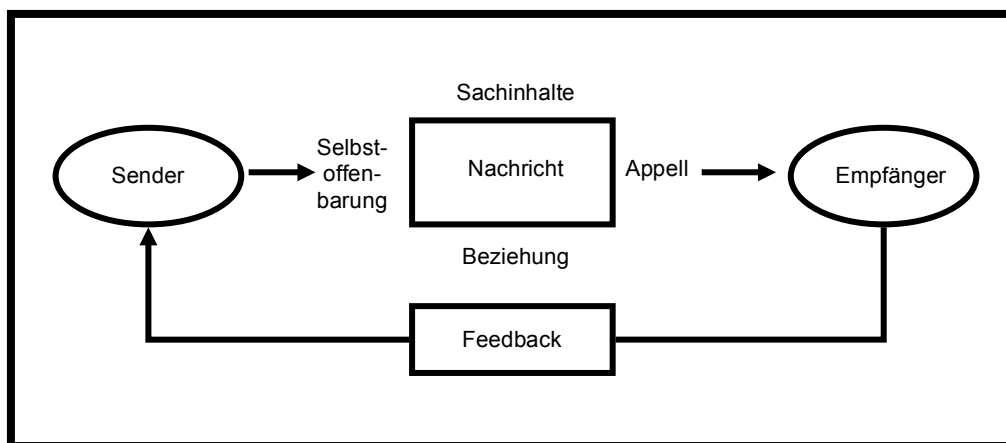 Sachinhalte
Sender
Selbst-
offen-
barung
Nachricht
Appell
Empfänger
Beziehung
Feedback